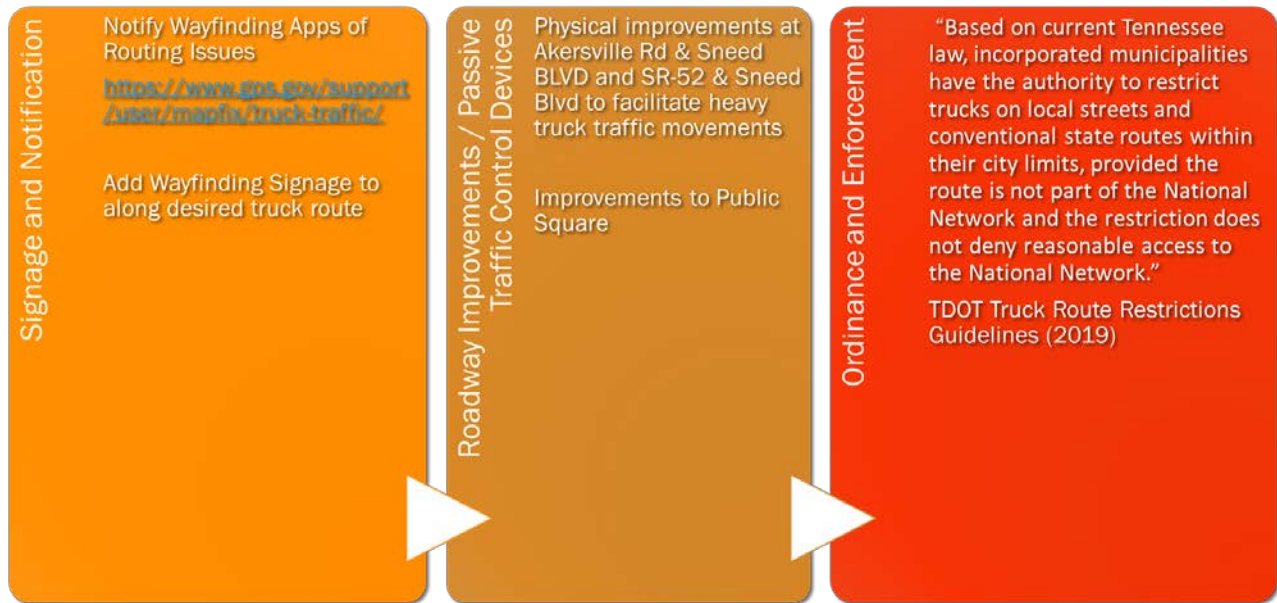 Signage and Notification
Notify Wayfinding Apps of
Routing Issues
https://www.gps.gov/support
/user/mapfix/truck-traffic/
Add Wayfinding Signage to
along desired truck route
Roadway Improvements / Passive
Traffic Control Devices
Physical improvements at
Akersville Rd & Sneed
BLVD and SR-52 & Sneed
Blvd to facilitate heavy
truck traffic movements
Improvements to Public
Square
Ordinance and Enforcement
“Based on current Tennessee
law, incorporated municipalities
have the authority to restrict
trucks on local streets and
conventional state routes within
their city limits, provided the
route is not part of the National
Network and the restriction does
not deny reasonable access to
the National Network.”
TDOT Truck Route Restrictions
Guidelines (2019)